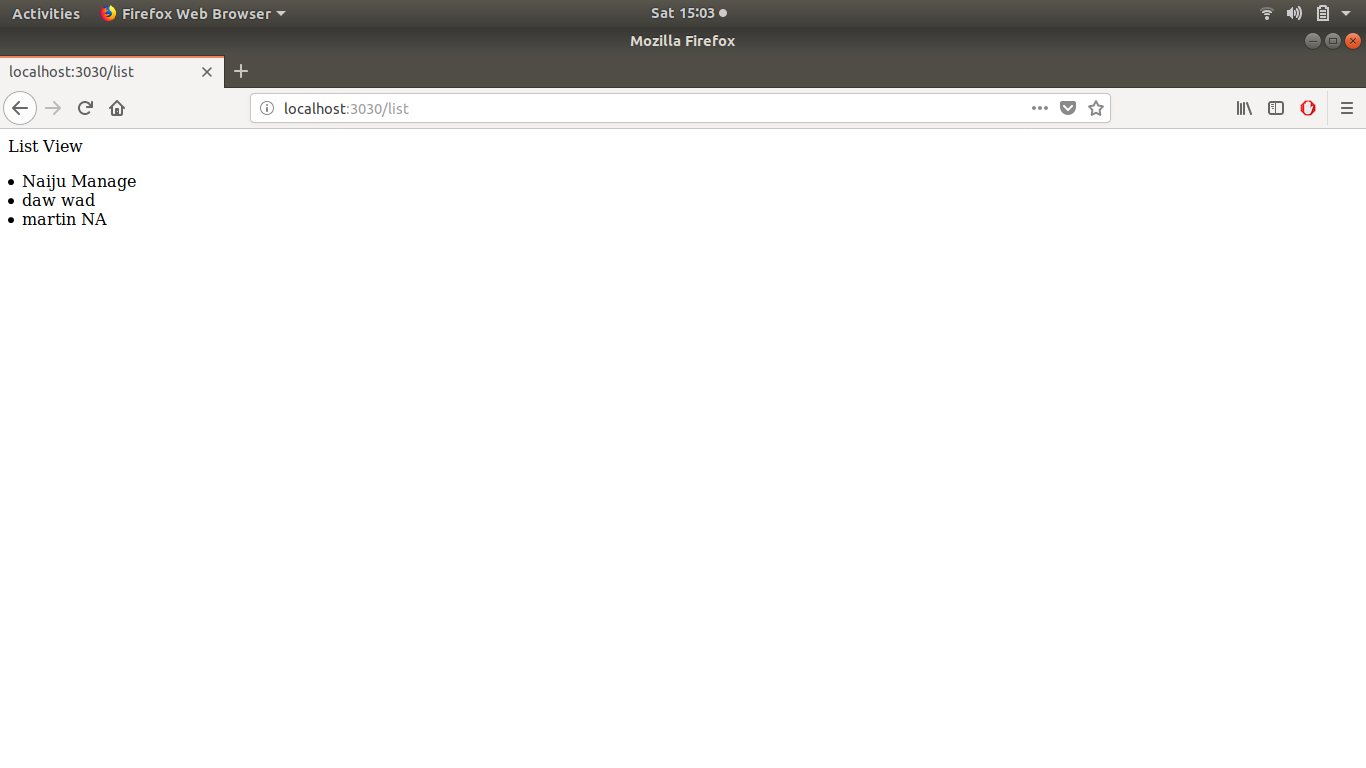 Activities Firefox Web Browser Sat 15:03
Mozilla Firefox
localhost:3030/list
localhost:3030/list
List View
Naiju Manage
daw wad
martin NA